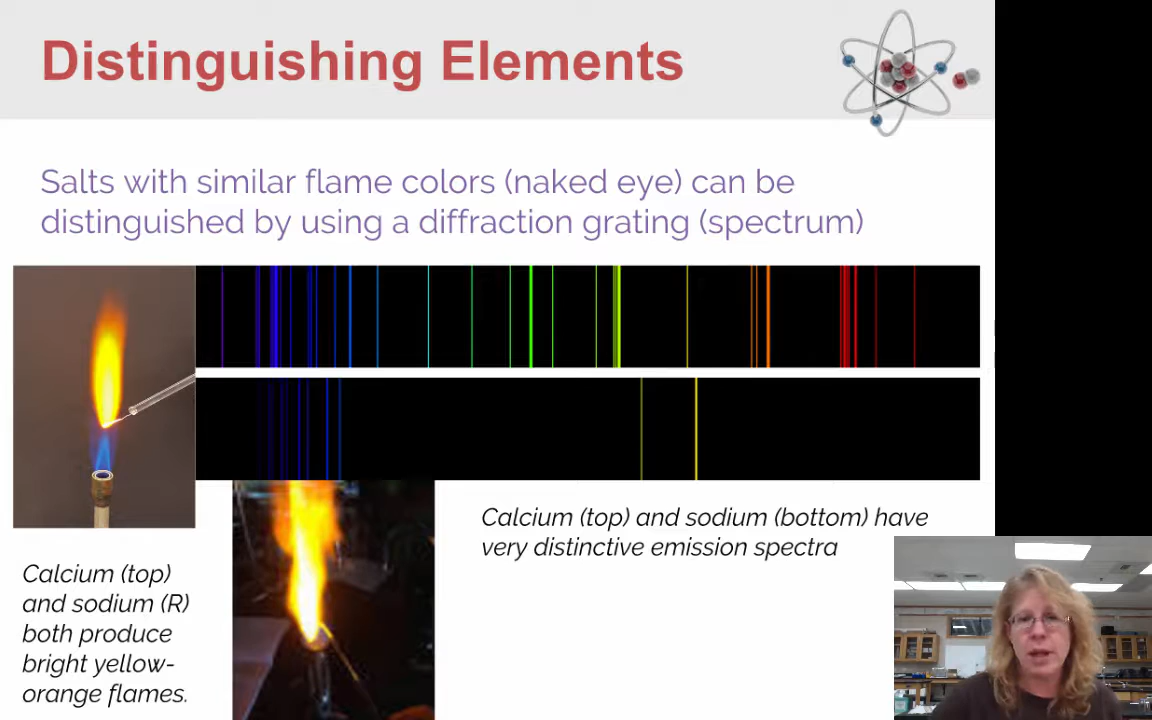 Distinguishing Elements
Salts with similar flame colors (naked eye) can be
distinguished by using a diffraction grating (spectrum)
Calcium (top) and sodium (bottom) have
very distinctive emission spectra
Calcium (top)
and sodium (R)
both produce
bright yellow-
orange flames.